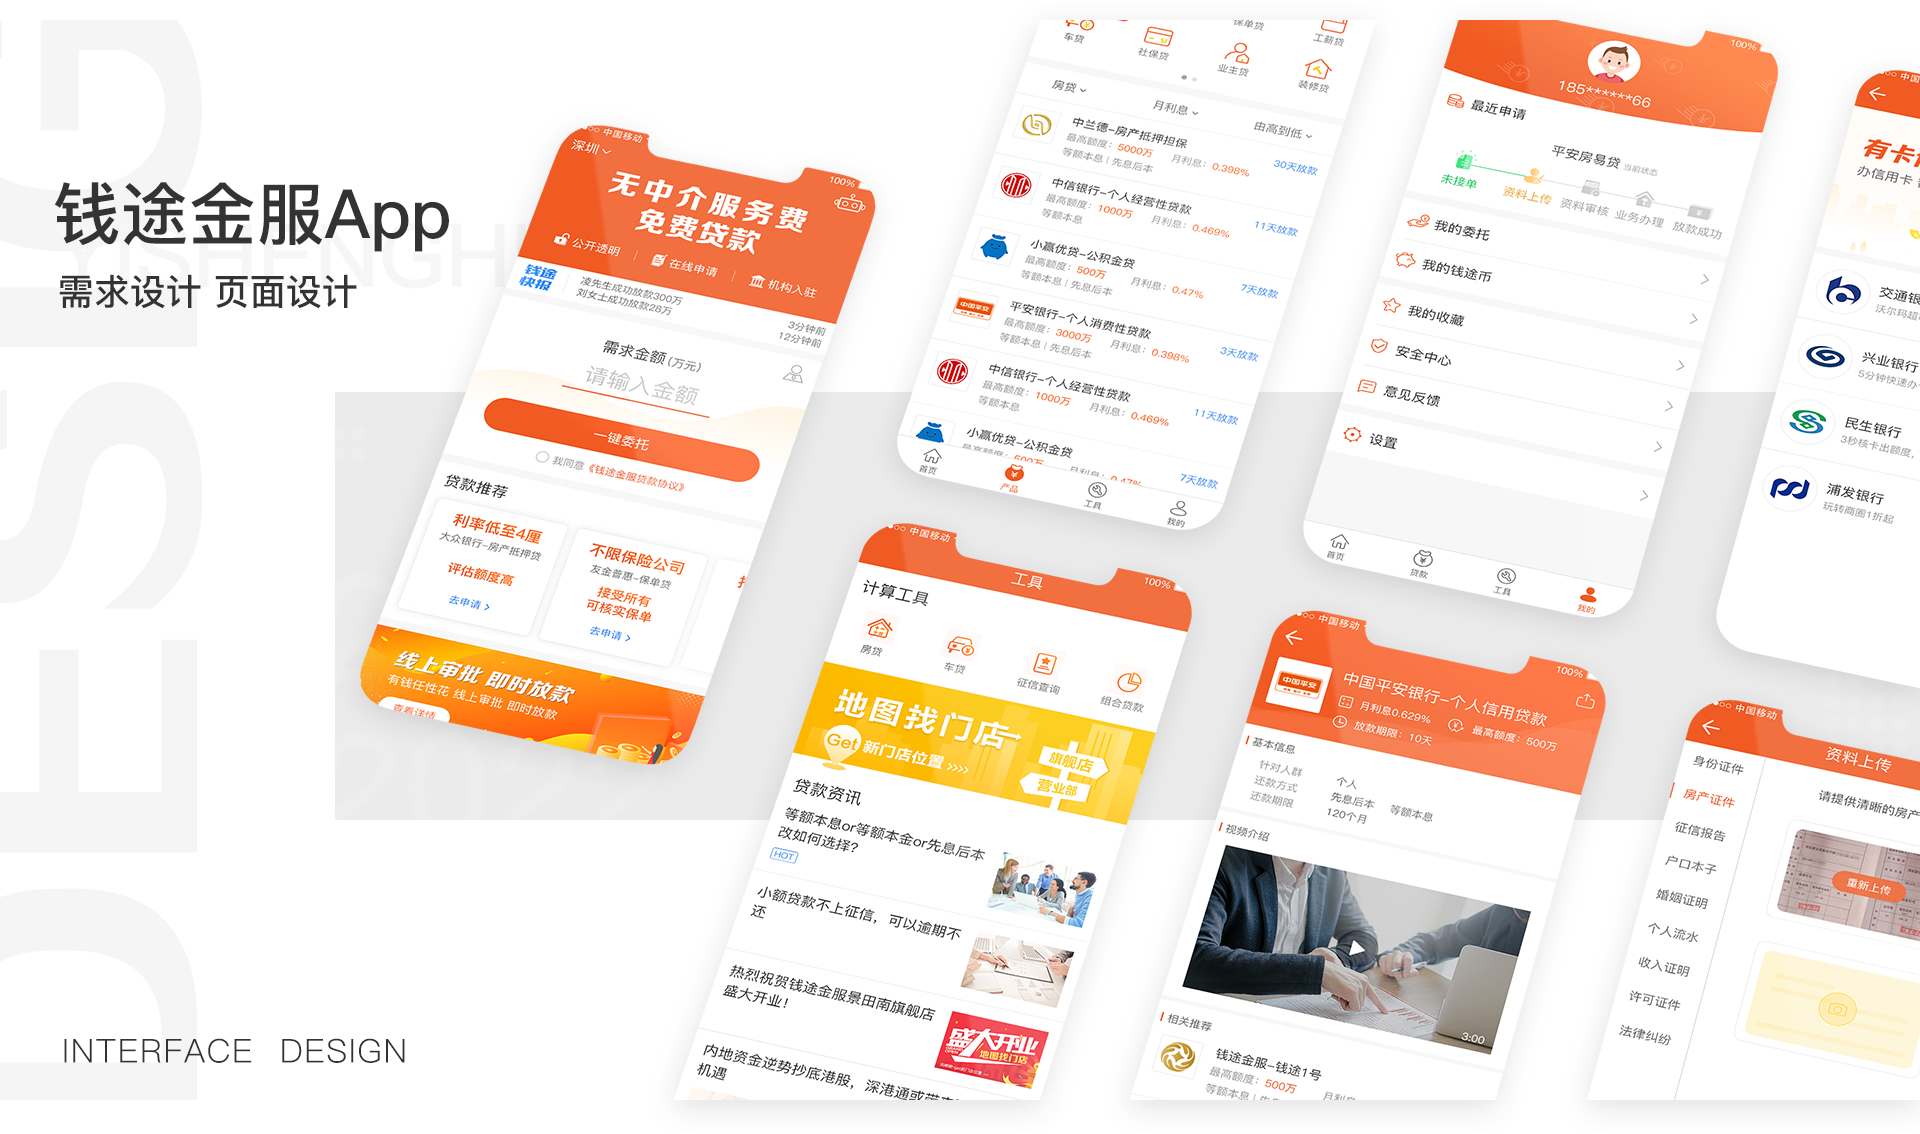 钱途金服App
需求设计 页面设计
INTERFACE DESIGN
DESIG
中国移动
100%
深圳
无中介服务费
免费贷款
公开透明
在线申请
机构入驻
钱途快报
凌先生成功放款300万
3分钟前
刘女士成功放款28万
12分钟前
需求金额(万元)
请输入金额
一键委托
我同意《钱途金服贷款协议》
贷款推荐
利率低至4厘
大众银行-房产抵押贷
评估额度高
去申请
不限保险公司
友金普惠-保单贷
接受所有
可核实保单
去申请
线上审批 即时放款
有钱任性花 线上审批 即时放款
查看详情
车贷
社保贷
保单贷
业主贷
工薪贷
装修贷
房贷
月利息
由高到低
中兰德-房产抵押担保
最高额度：5000万 月利息：0.398% 30天放款
等额本息 | 先息后本
中信银行-个人经营性贷款
最高额度：1000万 月利息：0.469% 11天放款
等额本息
小赢优贷-公积金贷
最高额度：500万 月利息：0.47% 7天放款
等额本息 | 先息后本
中国平安
平安银行-个人消费性贷款
最高额度：3000万 月利息：0.398% 3天放款
等额本息 | 先息后本
中信银行-个人经营性贷款
最高额度：1000万 月利息：0.469% 11天放款
等额本息
小赢优贷-公积金贷
最高额度：500万 月利息：0.47% 7天放款
首页
产品
工具
我的
100%
185******66
最近申请
平安房易贷 当前状态
未接单
资料上传
资料审核
业务办理
放款成功
我的委托
我的钱途币
我的收藏
安全中心
意见反馈
设置
首页
贷款
工具
我的
中国
有卡
办信用卡
交通银
沃尔玛超
兴业银行
5分钟快速办
民生银行
3秒核卡出额度，
浦发银行
玩转商圈1折起
中国移动
100%
工具
计算工具
房贷
车贷
征信查询
组合贷款
地图找门店
Get
新门店位置 >>>>
旗舰店
营业部
贷款资讯
等额本息or等额本金or先息后本
改如何选择？
HOT
小额贷款不上征信，可以逾期不
还
热烈祝贺钱途金服景田南旗舰店
盛大开业！
盛大开业
地图找门店
内地资金逆势抄底港股，深港通或带来
机遇
中国移动
100%
中国平安
中国平安银行-个人信用贷款
月利息0.629%
最高额度：500万
放款期限：10天
基本信息
针对人群 个人
还款方式 先息后本 等额本息
还款期限 120个月
视频介绍
3:00
相关推荐
钱途金服-钱途1号
最高额度：500万
月利息
中国移动
资料上传
身份证件
房产证件
征信报告
户口本子
婚姻证明
个人流水
收入证明
许可证件
法律纠纷
请提供清晰的房产
重新上传